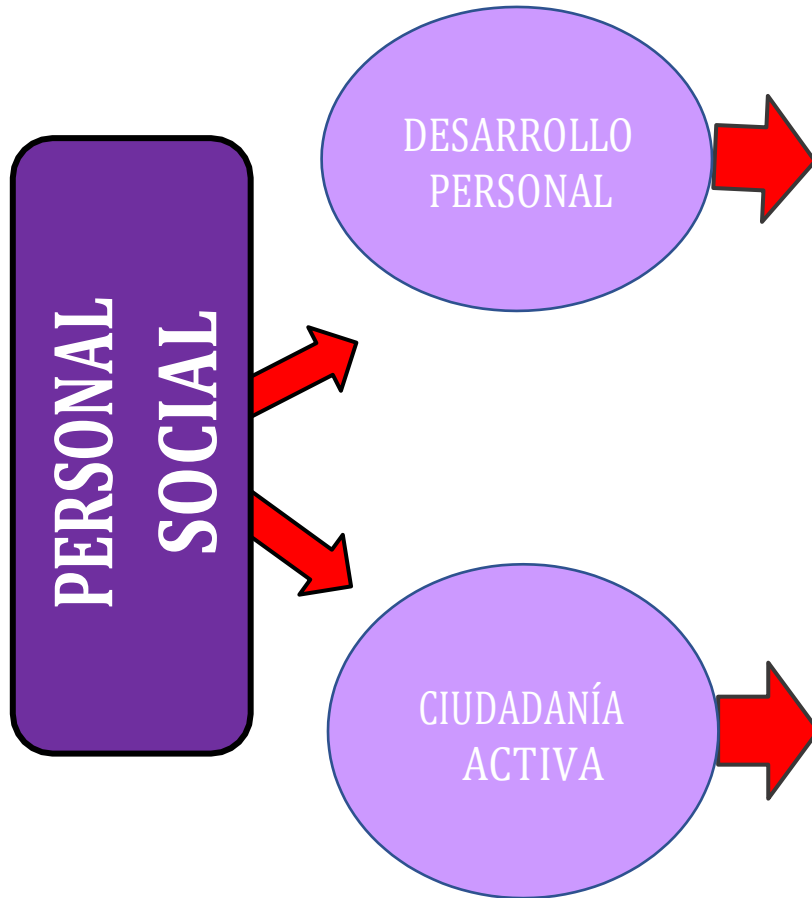 PERSONAL
SOCIAL
DESARROLLO
PERSONAL
CIUDADANÍA
ACTIVA